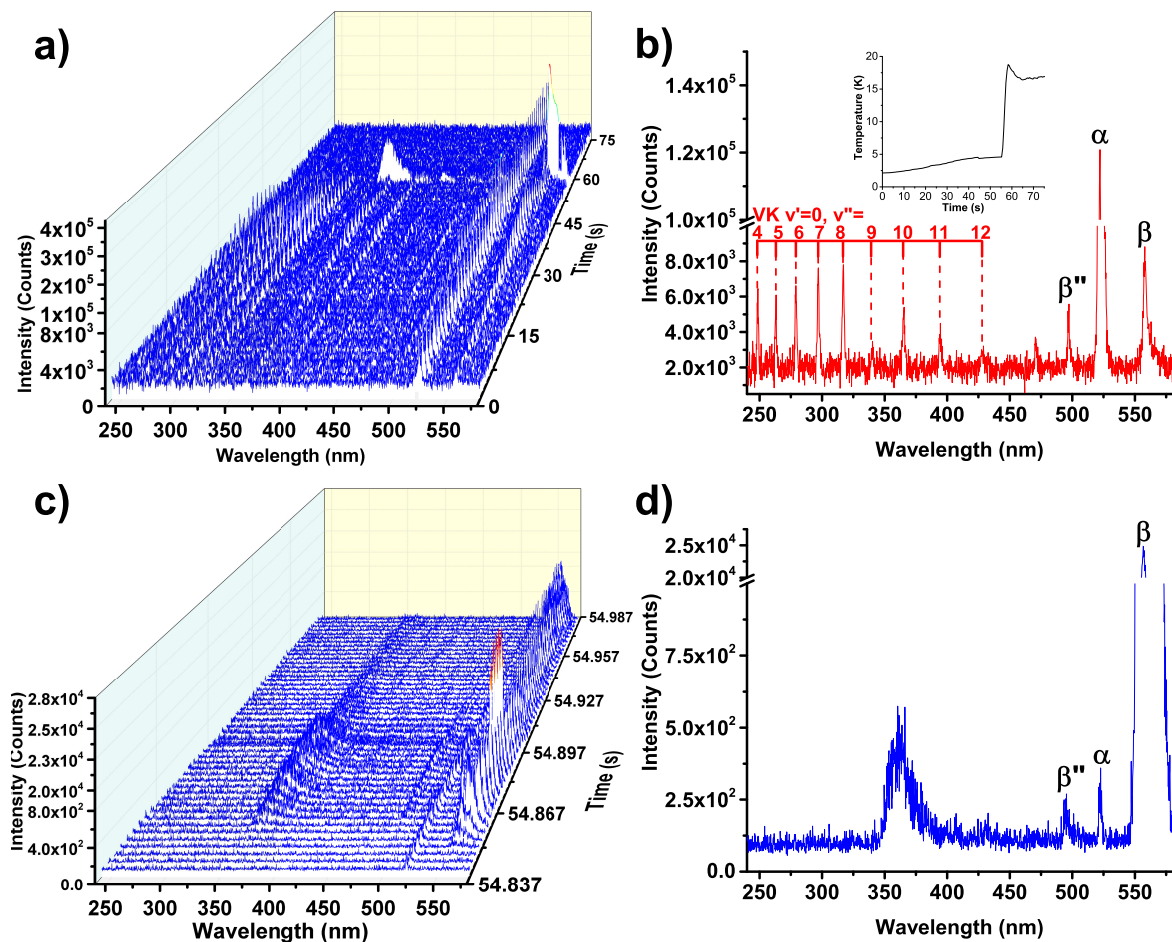 a)
4x10⁵
3x10⁵
2x10⁵
1x10⁵
8x10³
4x10³
0
Intensity (Counts)
250 300 350 400 450 500 550
Wavelength (nm)
0
15
30
45
60
75
Time (s)
b)
1.4x10⁵
1.2x10⁵
1.0x10⁵
8.0x10³
6.0x10³
4.0x10³
2.0x10³
Intensity (Counts)
VK v'=0, v''=
4 5 6 7 8 9 10 11 12
β''
α
β
20
15
10
5
0
Temperature (K)
0 10 20 30 40 50 60 70
Time (s)
250 300 350 400 450 500 550
Wavelength (nm)
c)
2.8x10⁴
2.5x10⁴
2.3x10⁴
2.0x10⁴
8.0x10²
4.0x10²
0.0
Intensity (Counts)
250 300 350 400 450 500 550
Wavelength (nm)
54.837
54.867
54.897
54.927
54.957
54.987
Time (s)
d)
2.5x10⁴
2.0x10⁴
7.5x10²
5.0x10²
2.5x10²
0.0
Intensity (Counts)
β''
α
β
250 300 350 400 450 500 550
Wavelength (nm)